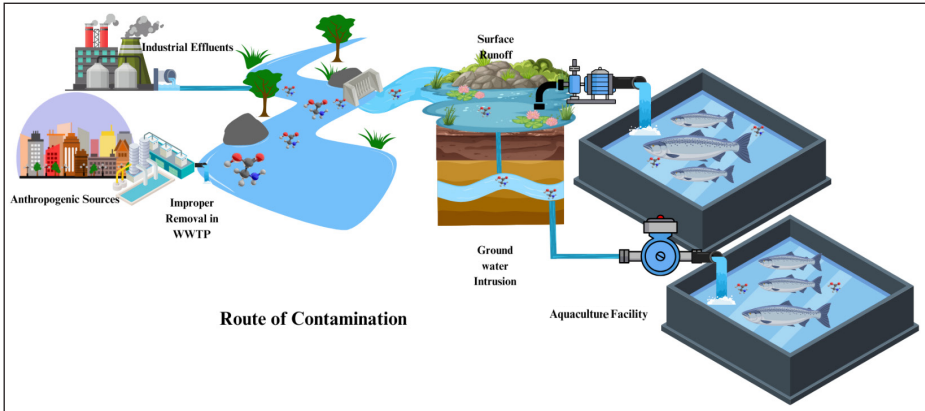 Industrial Effluents
Surface
Runoff
Anthropogenic Sources
Improper
Removal in
WWTP
Ground
water
Intrusion
Aquaculture Facility
Route of Contamination